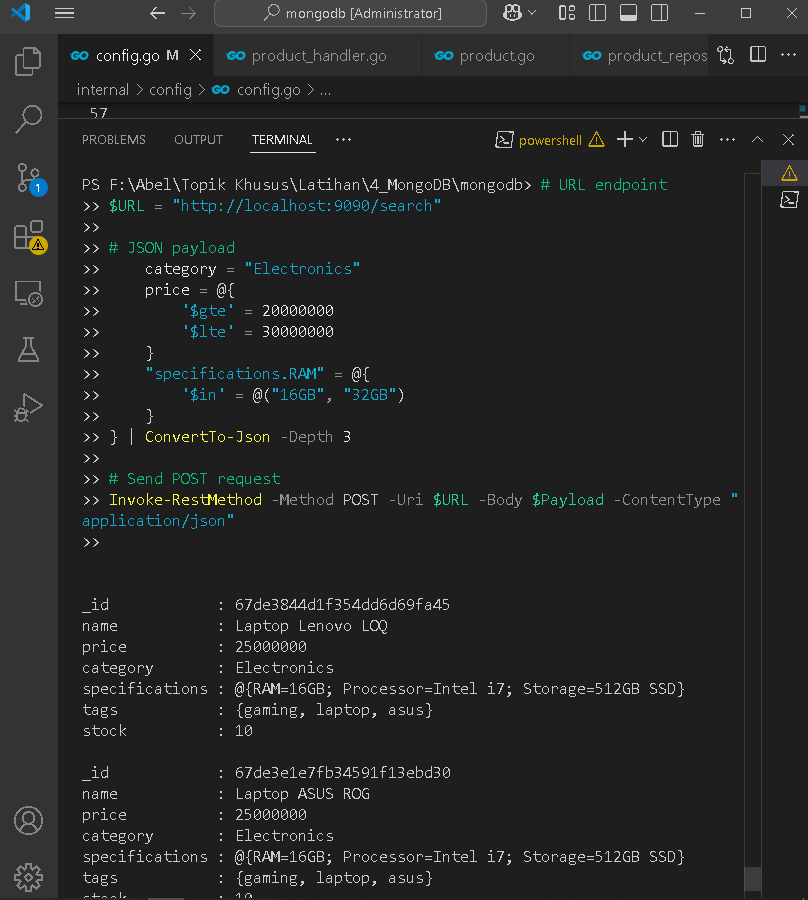 mongodb [Administrator]
config.go M
product_handler.go
product.go
product_repos
internal > config > config.go > ...
57
PROBLEMS OUTPUT TERMINAL ...
powershell
1
PS F:\Abel\Topik Khusus\Latihan\4_MongoDB\mongodb> # URL endpoint
>> $URL = "http://localhost:9090/search"
>>
>> # JSON payload
>>     category = "Electronics"
>>     price = @{
>>         '$gte' = 20000000
>>         '$lte' = 30000000
>>     }
>>     "specifications.RAM" = @{
>>         '$in' = @("16GB", "32GB")
>>     }
>> } | ConvertTo-Json -Depth 3
>>
>> # Send POST request
>> Invoke-RestMethod -Method POST -Uri $URL -Body $Payload -ContentType "
application/json"
>>
_id            : 67de3844d1f354dd6d69fa45
name           : Laptop Lenovo LOQ
price          : 25000000
category       : Electronics
specifications : @{RAM=16GB; Processor=Intel i7; Storage=512GB SSD}
tags           : {gaming, laptop, asus}
stock          : 10
_id            : 67de3e1e7fb34591f13ebd30
name           : Laptop ASUS ROG
price          : 25000000
category       : Electronics
specifications : @{RAM=16GB; Processor=Intel i7; Storage=512GB SSD}
tags           : {gaming, laptop, asus}
stock          : 10